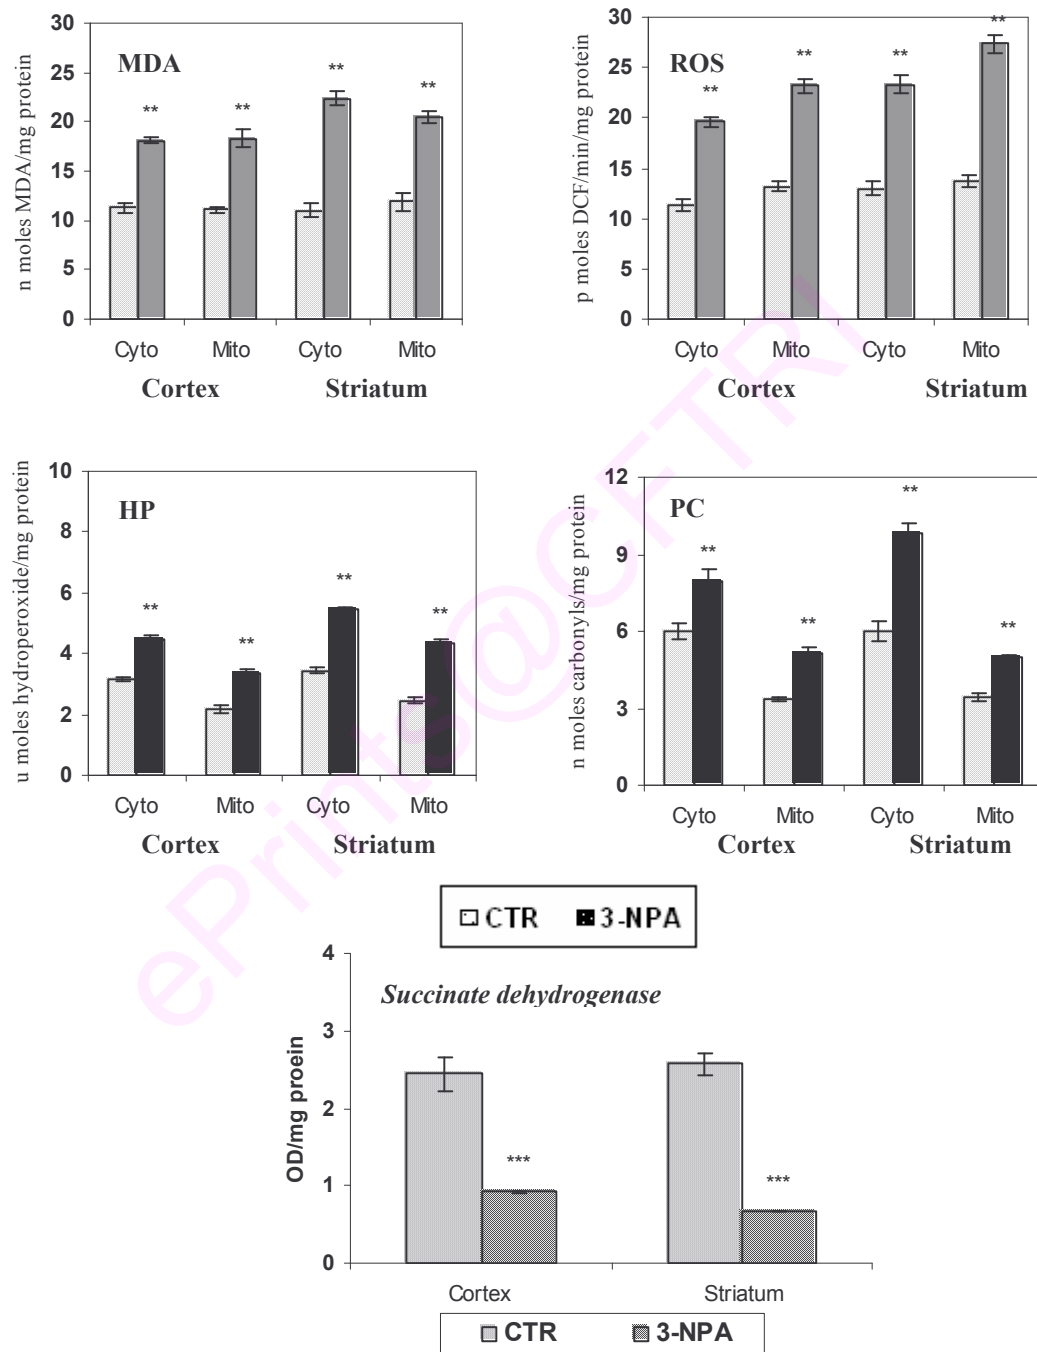 MDA
n moles MDA/mg protein
30
25
20
15
10
5
0
** ** ** **
Cyto Mito Cyto Mito
Cortex Striatum
ROS
p moles DCF/min/mg protein
30
25
20
15
10
5
0
** ** ** **
Cyto Mito Cyto Mito
Cortex Striatum
HP
u moles hydroperoxide/mg protein
10
8
6
4
2
0
** ** ** **
Cyto Mito Cyto Mito
Cortex Striatum
PC
n moles carbonyls/mg protein
12
9
6
3
0
** ** ** **
Cyto Mito Cyto Mito
Cortex Striatum
CTR 3-NPA
Succinate dehydrogenase
OD/mg proein
4
3
2
1
0
*** ***
Cortex Striatum
CTR 3-NPA
ePrints@CFTRI